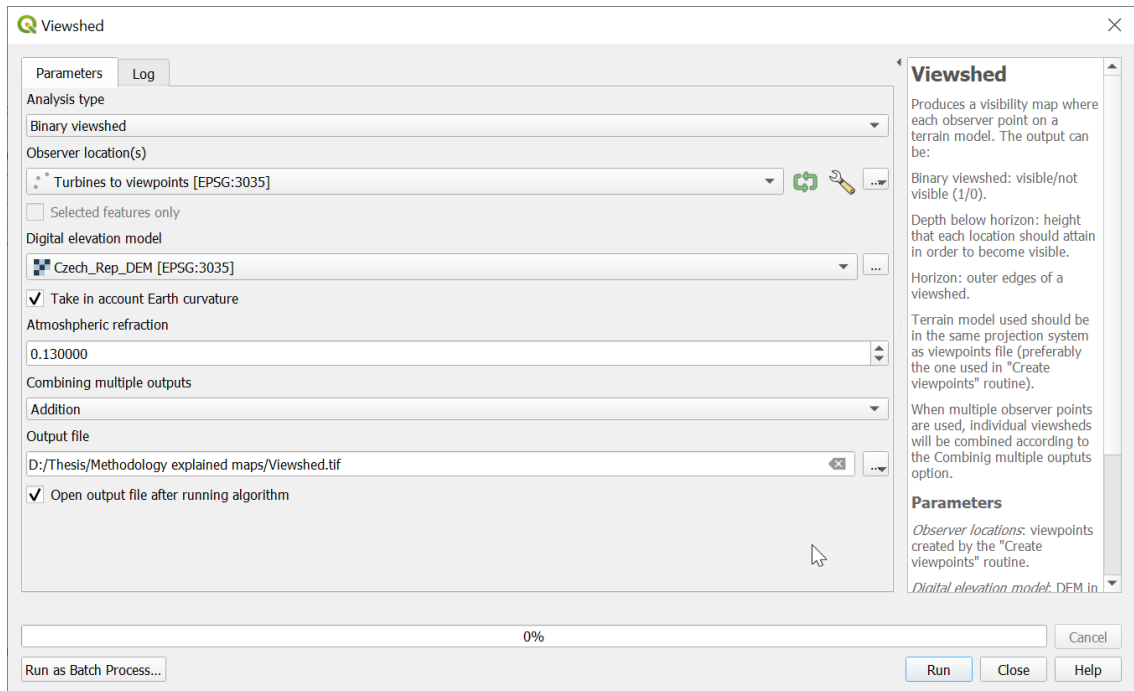 Viewshed
Parameters
Log
Analysis type
Binary viewshed
Observer location(s)
Turbines to viewpoints [EPSG:3035]
...
Selected features only
Digital elevation model
Czech_Rep_DEM [EPSG:3035]
...
Take in account Earth curvature
Atmoshpheric refraction
0.130000
Combining multiple outputs
Addition
Output file
D:/Thesis/Methodology explained maps/Viewshed.tif
...
Open output file after running algorithm
Viewshed
Produces a visibility map where
each observer point on a
terrain model. The output can
be:
Binary viewshed: visible/not
visible (1/0).
Depth below horizon: height
that each location should attain
in order to become visible.
Horizon: outer edges of a
viewshed.
Terrain model used should be
in the same projection system
as viewpoints file (preferably
the one used in "Create
viewpoints" routine).
When multiple observer points
are used, individual viewsheds
will be combined according to
the Combinig multiple ouptuts
option.
Parameters
Observer locations: viewpoints
created by the "Create
viewpoints" routine.
Digital elevation model: DEM in
0%
Cancel
Run as Batch Process...
Run
Close
Help